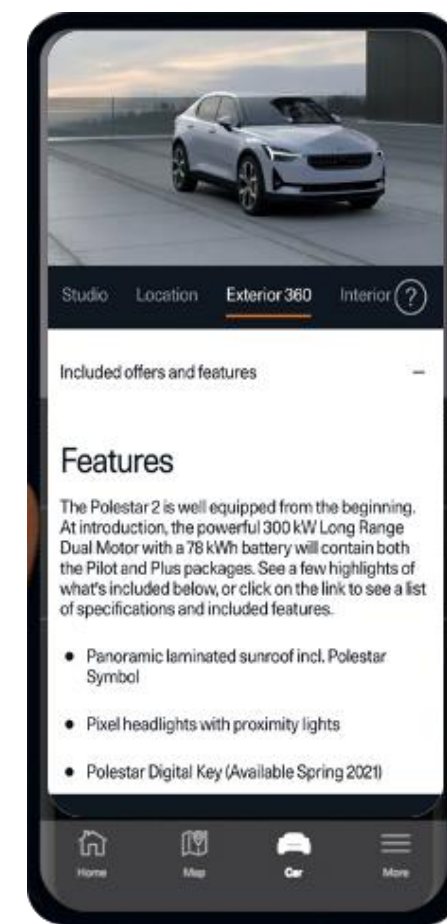 Studio Location Exterior 360 Interior ?
Included offers and features −
Features
The Polestar 2 is well equipped from the beginning.
At introduction, the powerful 300 kW Long Range
Dual Motor with a 78 kWh battery will contain both
the Pilot and Plus packages. See a few highlights of
what's included below, or click on the link to see a list
of specifications and included features.
• Panoramic laminated sunroof incl. Polestar
Symbol
• Pixel headlights with proximity lights
• Polestar Digital Key (Available Spring 2021)
Home Map Car More